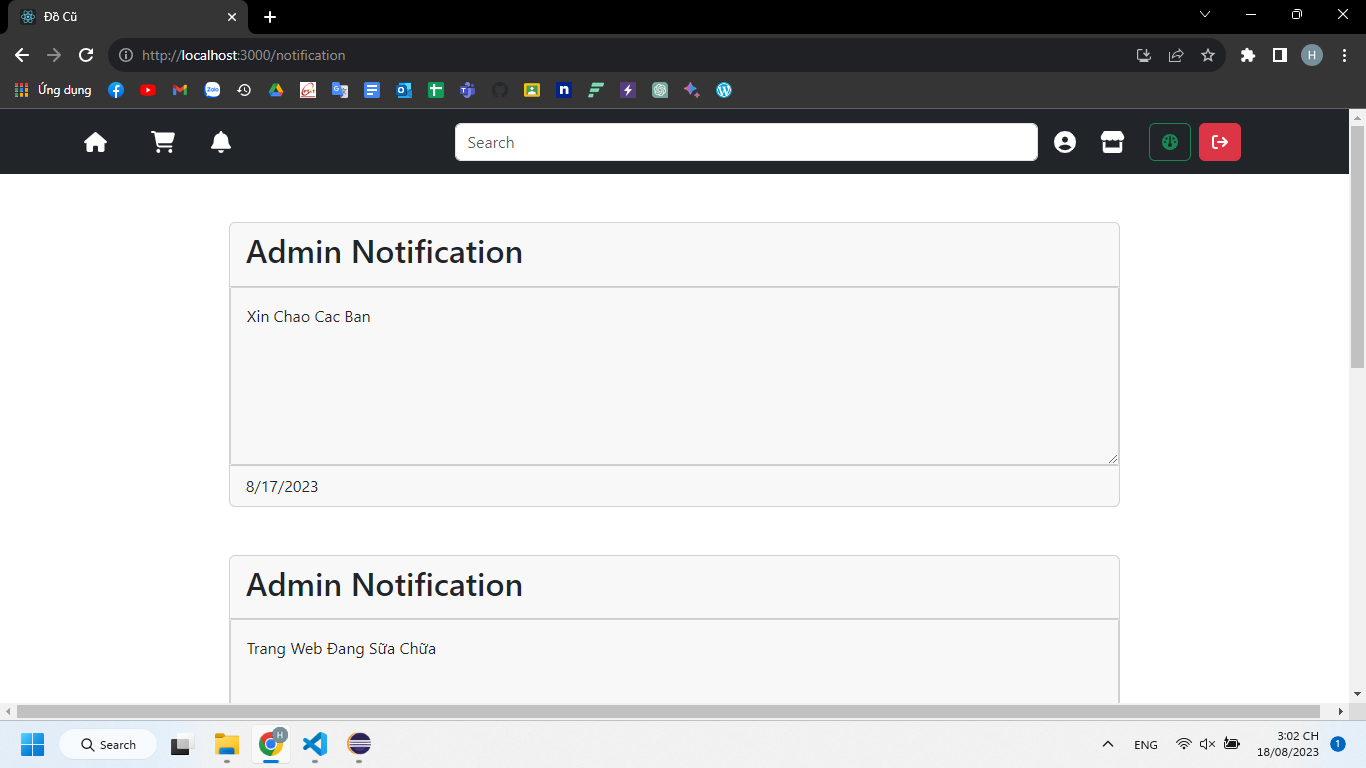 Đồ Cũ
http://localhost:3000/notification
H
Ứng dụng
Search
Admin Notification
Xin Chao Cac Ban
8/17/2023
Admin Notification
Trang Web Đang Sữa Chữa
Search
H
ENG
3:02 CH
18/08/2023
1